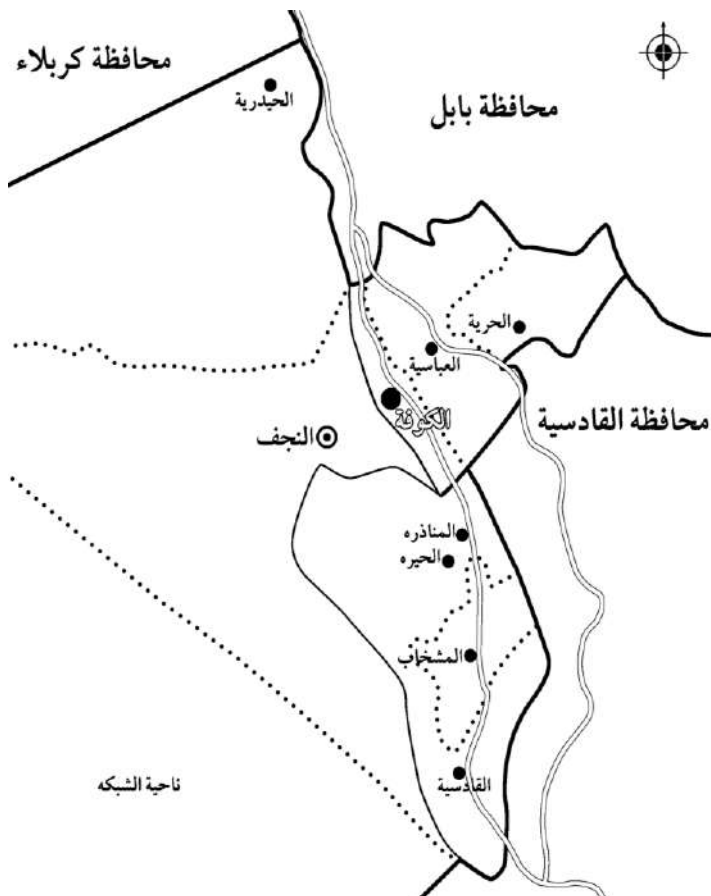 محافظة كربلاء
الحيدرية
محافظة بابل
الحرية
العباسية
الكوفة
محافظة القادسية
النجف
المناذره
الحيره
المشخاب
القادسية
ناحية الشبكه